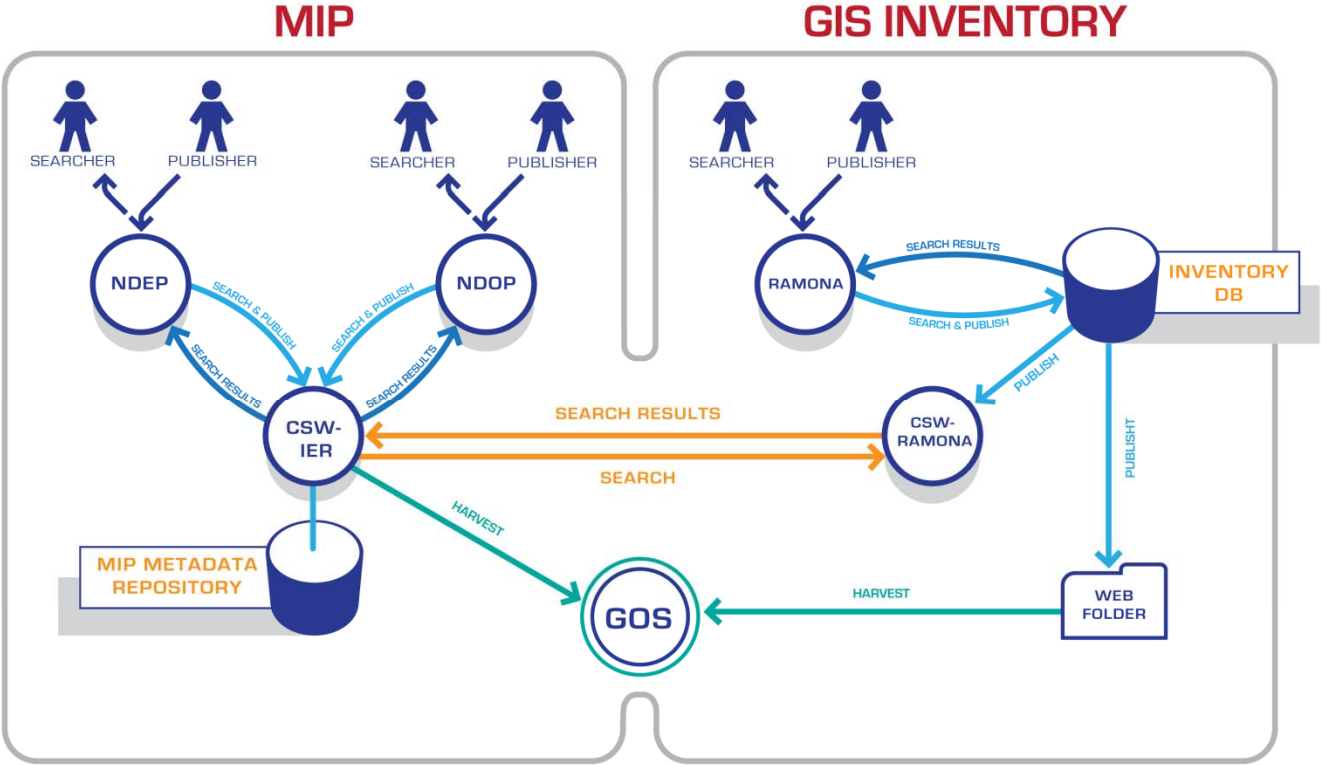 MIP
GIS INVENTORY
SEARCHER
PUBLISHER
SEARCHER
PUBLISHER
SEARCHER
PUBLISHER
NDEP
NDOP
RAMONA
SEARCH RESULTS
SEARCH & PUBLISH
INVENTORY
DB
SEARCH & PUBLISH
SEARCH & PUBLISH
SEARCH RESULTS
SEARCH RESULTS
PUBLISH
CSW-
IER
SEARCH RESULTS
SEARCH
CSW-
RAMONA
PUBLISHT
HARVEST
MIP METADATA
REPOSITORY
GOS
HARVEST
WEB
FOLDER